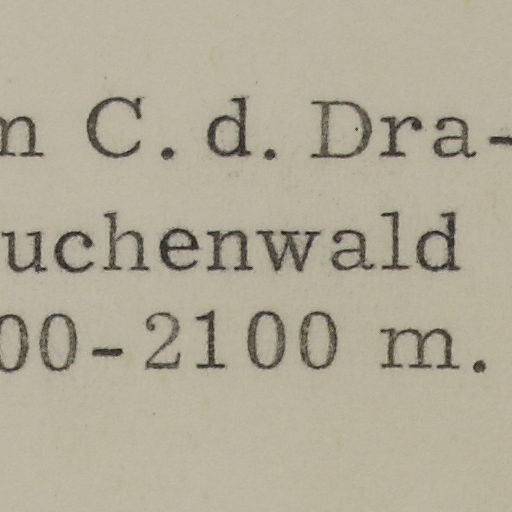 m C. d. Dra-
uchenwald
00-2100 m.